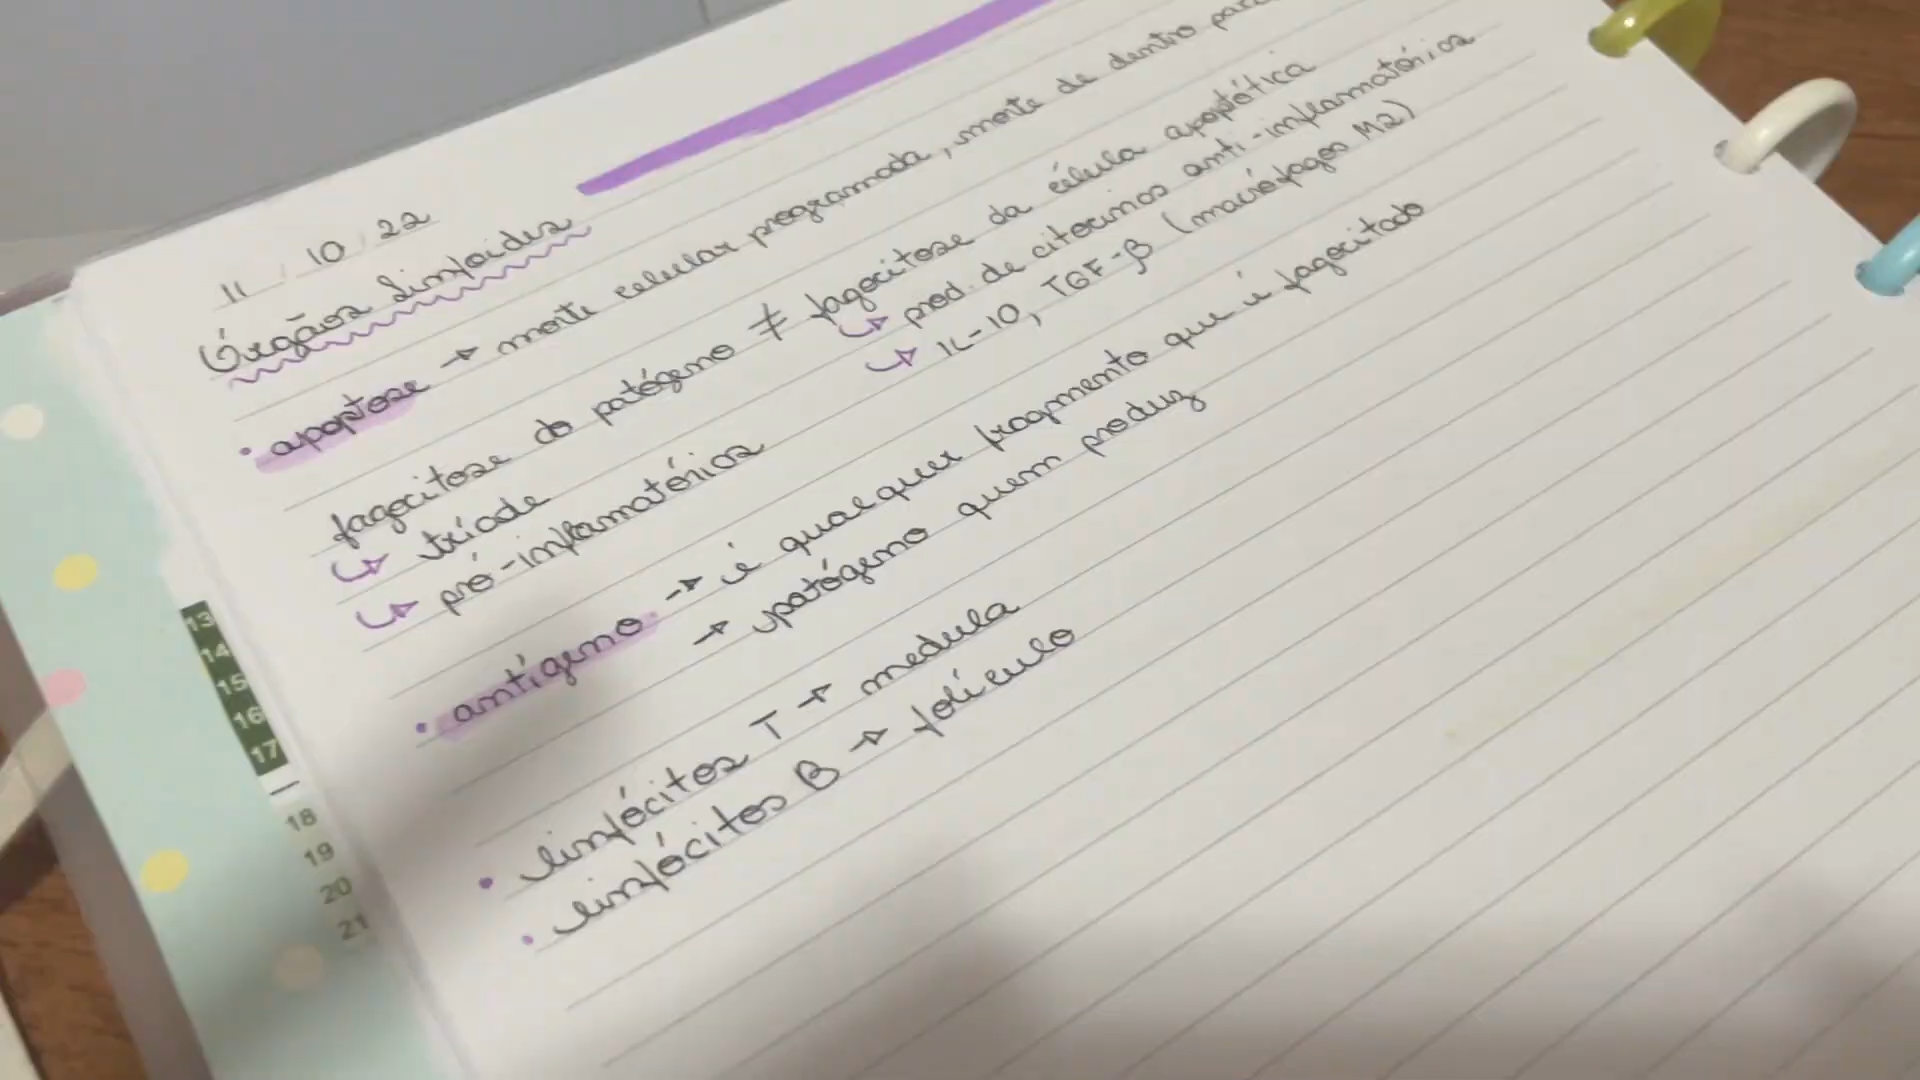 11 / 10 / 22
Órgãos Linfoides
• apoptose → morte celular programada, morte de dentro para
fagocitose do patógeno ≠ fagocitose da célula apoptótica
↳ tríade
↳ prod. de citocinas anti-inflamatórias
↳ pró-inflamatórios
↳ IL-10, TGF-β (macrófagos M2)
• antígeno → é qualquer fragmento que é fagocitado
→ patógeno quem produz
• linfócitos T → medula
• linfócitos B → folículo
13
14
15
16
17
18
19
20
21